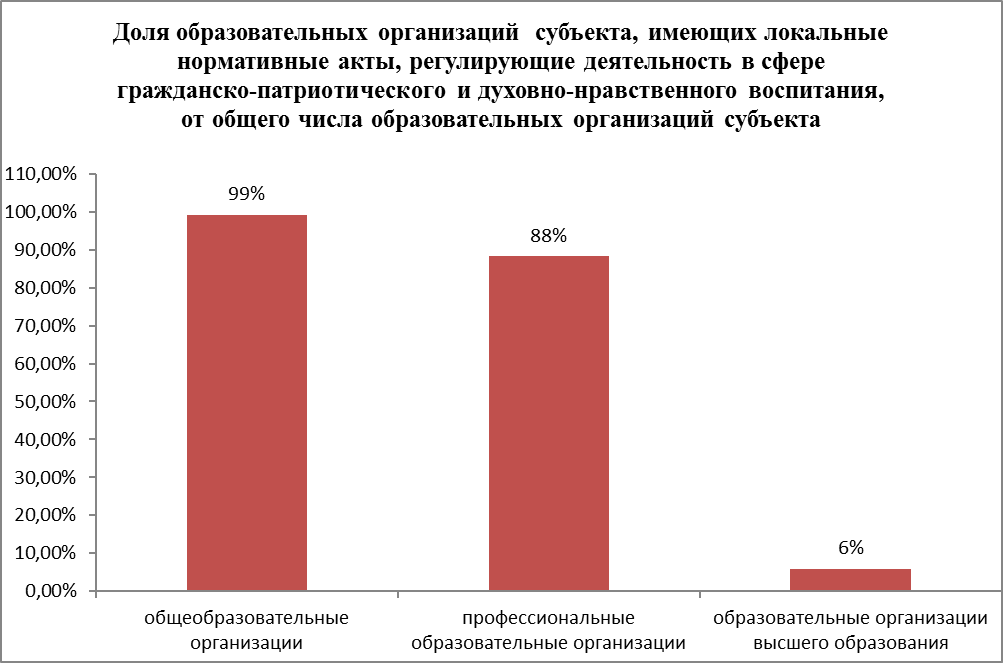 Доля образовательных организаций субъекта, имеющих локальные
нормативные акты, регулирующие деятельность в сфере
гражданско-патриотического и духовно-нравственного воспитания,
от общего числа образовательных организаций субъекта
110,00%
100,00%
90,00%
80,00%
70,00%
60,00%
50,00%
40,00%
30,00%
20,00%
10,00%
0,00%
99%
88%
6%
общеобразовательные
организации
профессиональные
образовательные организации
образовательные организации
высшего образования